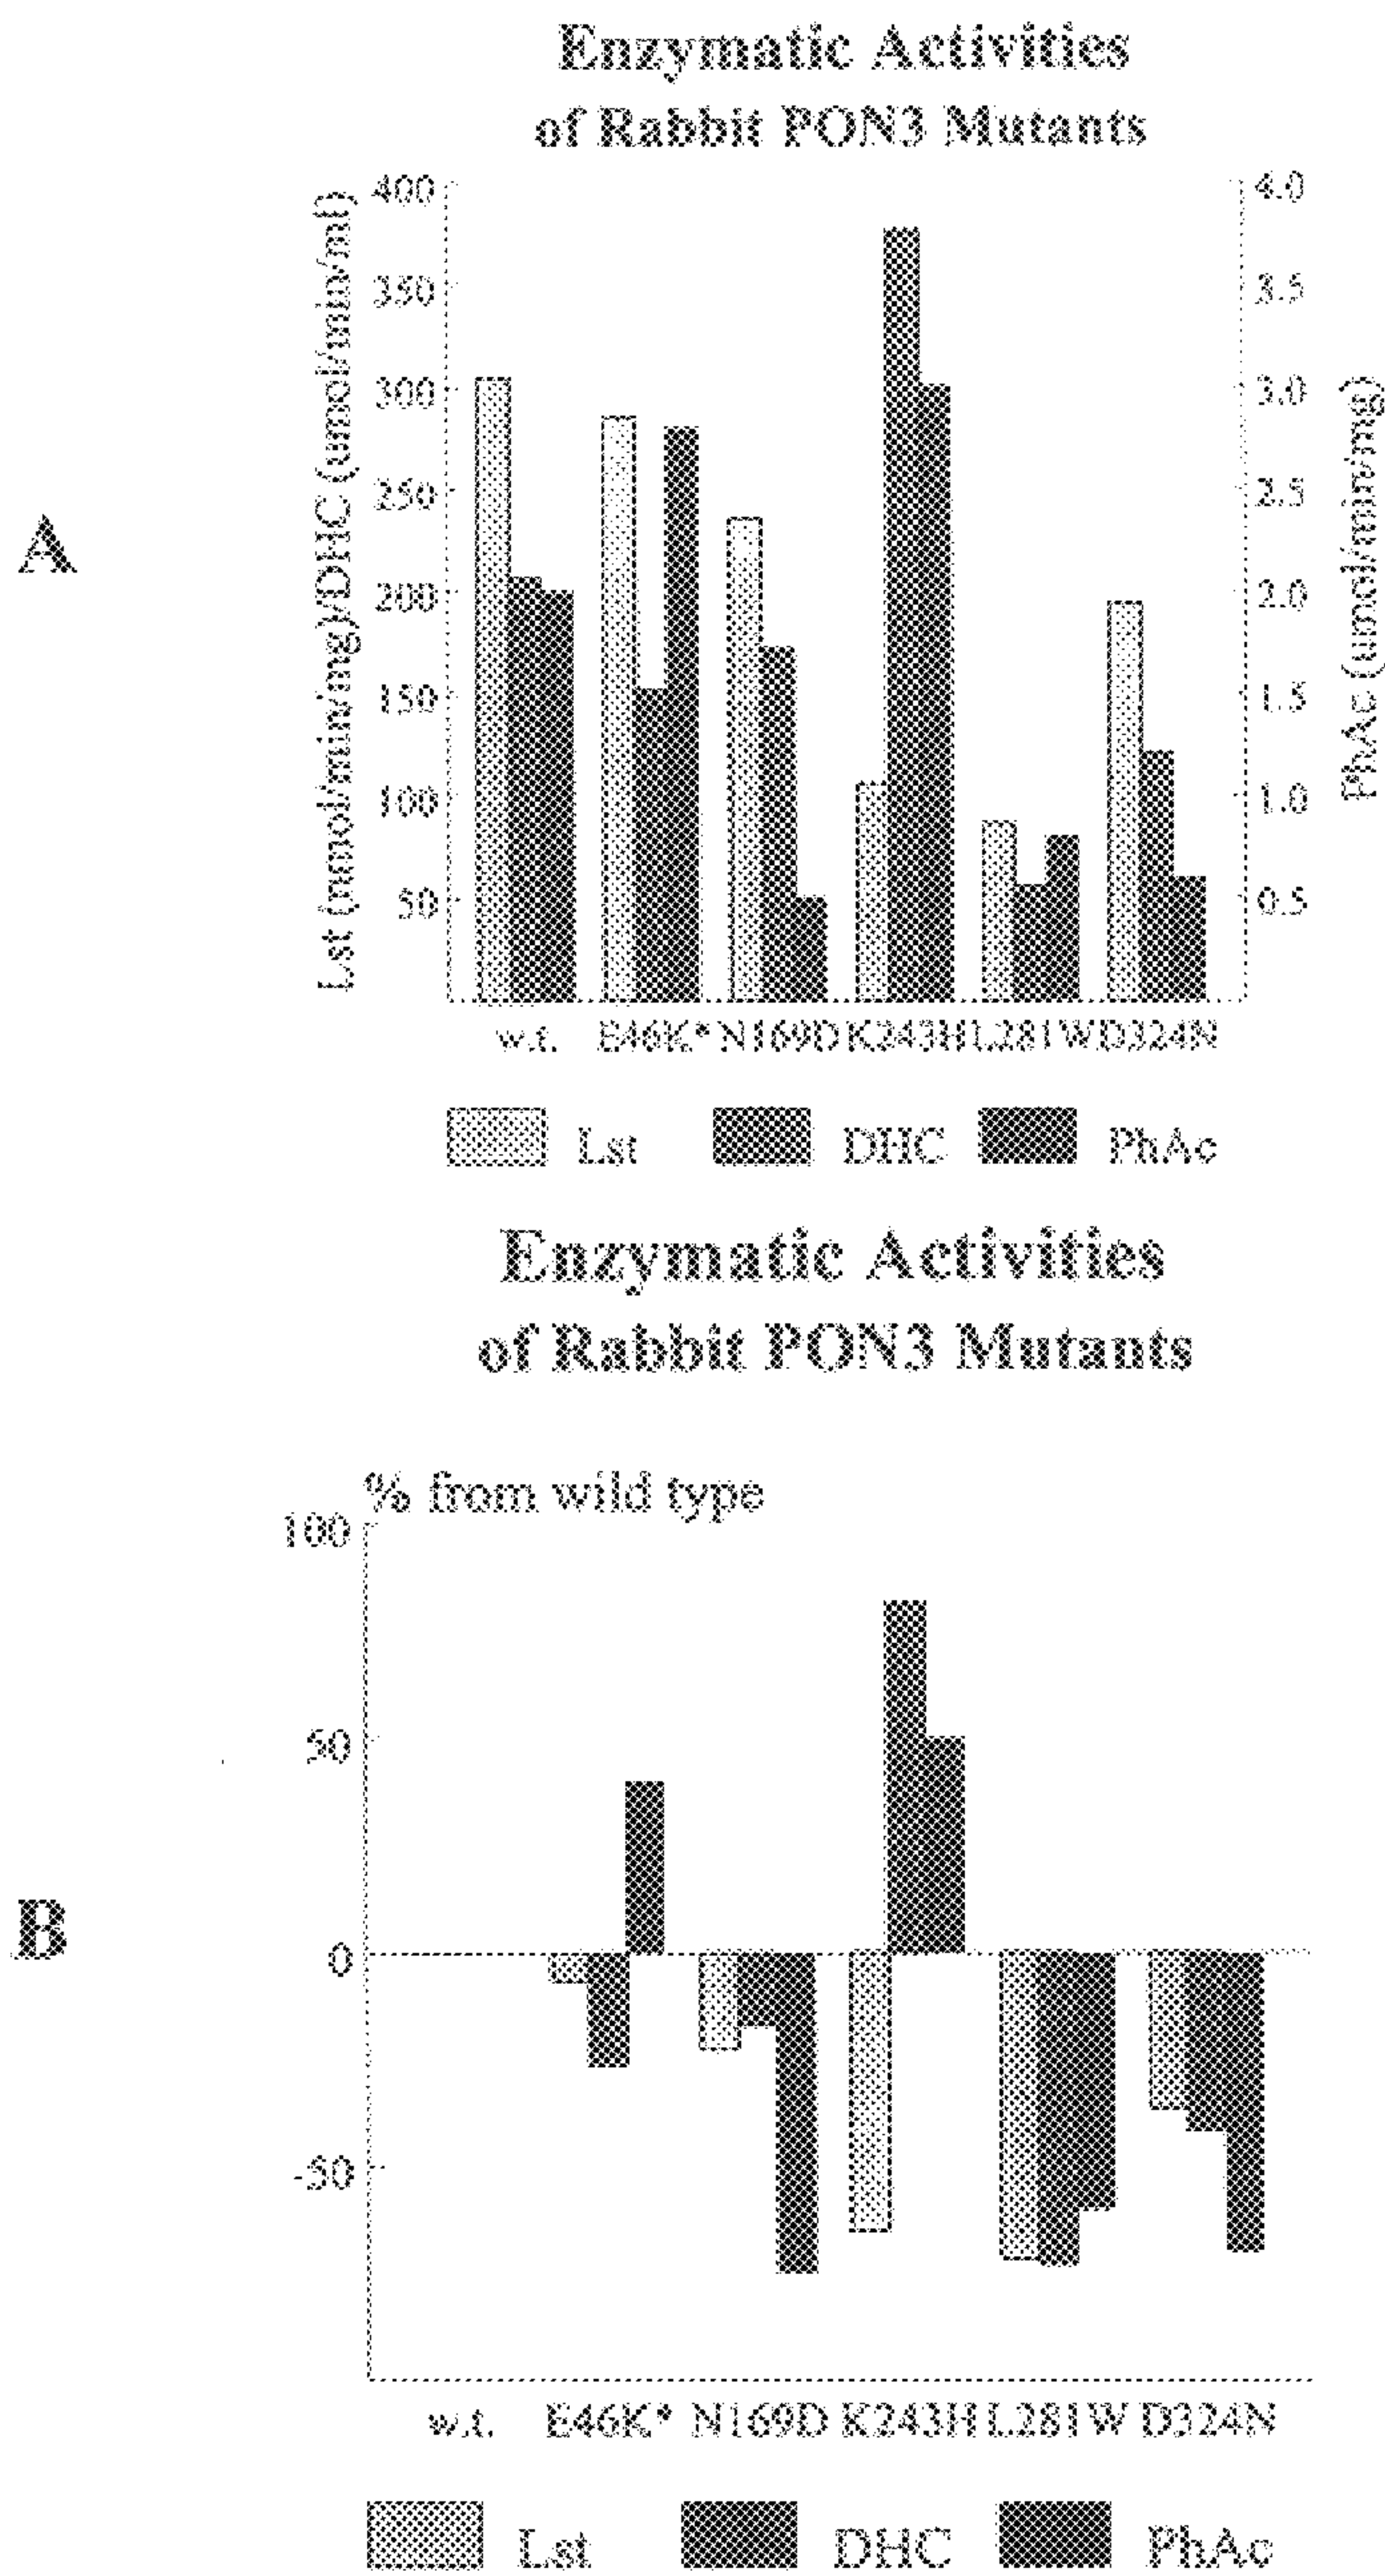 Enzymatic Activities
of Rabbit PON3 Mutants
A
Lst (nmol/min/mg)/DHC (umol/min/ml)
400
350
300
250
200
150
100
50
4.0
3.5
3.0
2.5
2.0
1.5
1.0
0.5
PhAc (umol/min/mg)
w.t. E46K* N169D K243H L281W D324N
Lst DHC PhAc
Enzymatic Activities
of Rabbit PON3 Mutants
B
% from wild type
100
50
0
-50
w.t. E46K* N169D K243H L281W D324N
Lst DHC PhAc